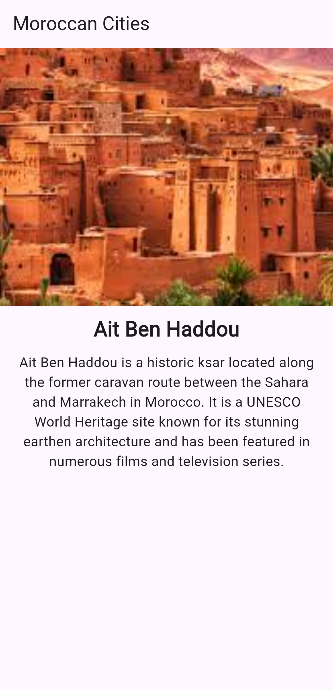 Moroccan Cities
Ait Ben Haddou
Ait Ben Haddou is a historic ksar located along
the former caravan route between the Sahara
and Marrakech in Morocco. It is a UNESCO
World Heritage site known for its stunning
earthen architecture and has been featured in
numerous films and television series.